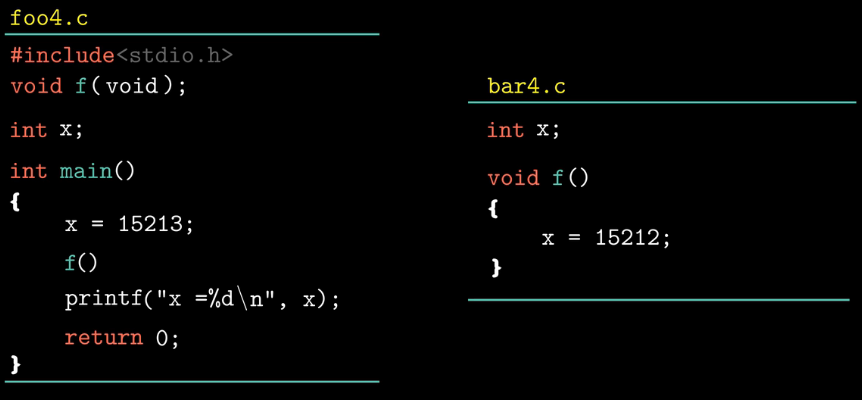 foo4.c
#include<stdio.h>
void f(void);
int x;
int main()
{
x = 15213;
f()
printf("x =%d\n", x);
return 0;
}
bar4.c
int x;
void f()
{
x = 15212;
}